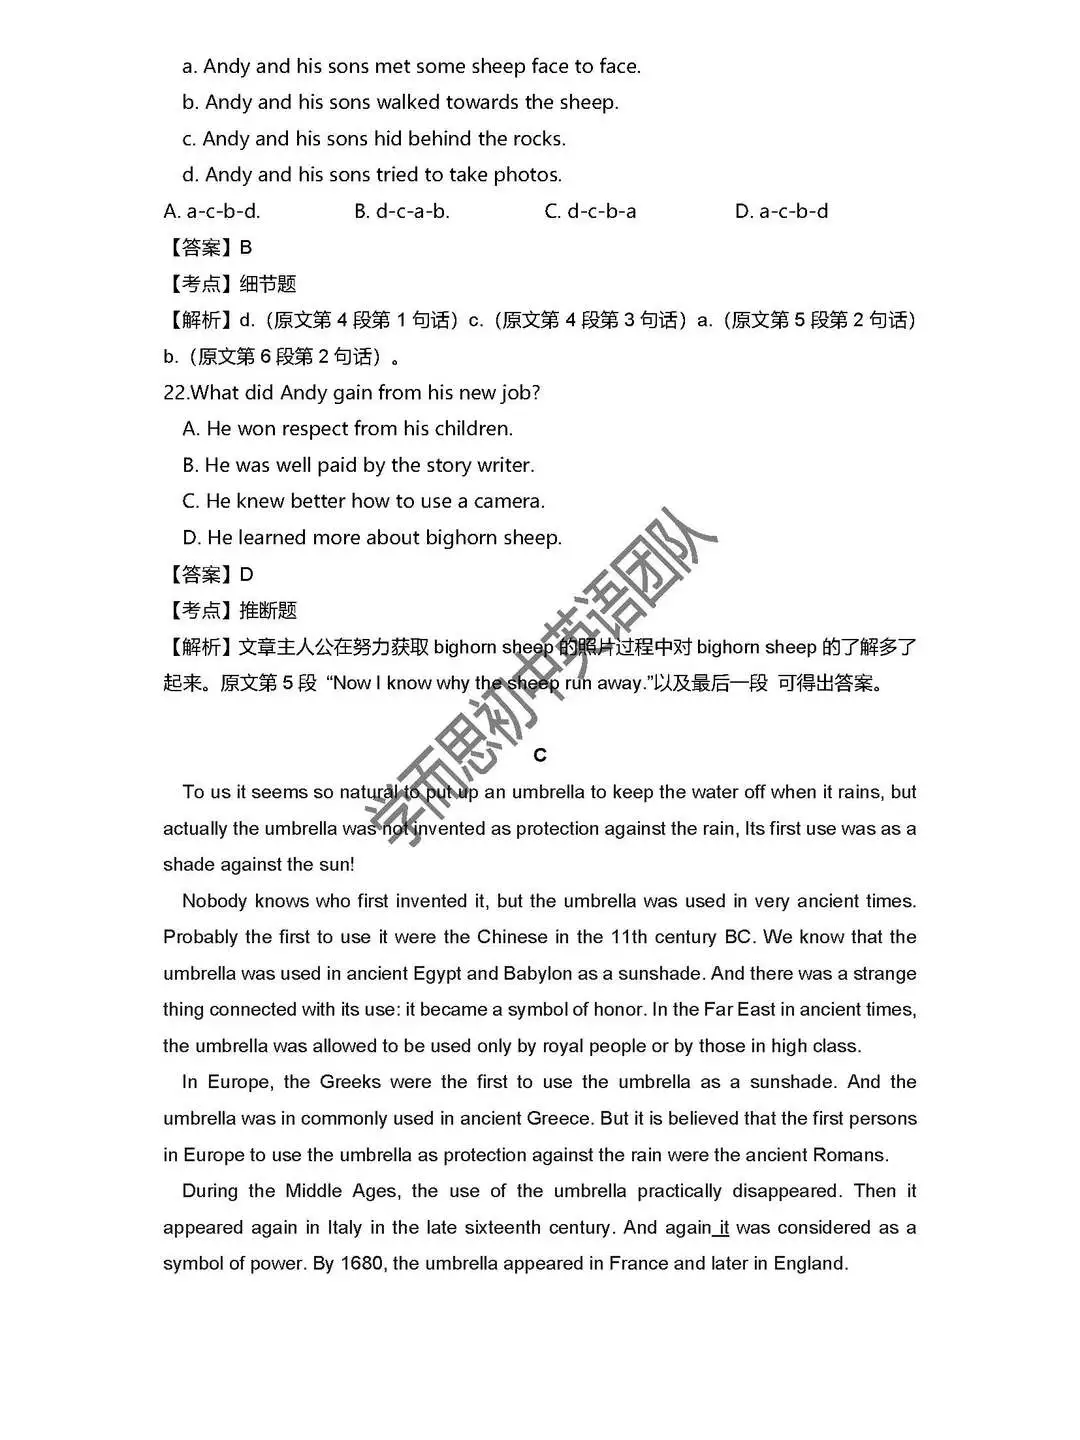 a. Andy and his sons met some sheep face to face.
b. Andy and his sons walked towards the sheep.
c. Andy and his sons hid behind the rocks.
d. Andy and his sons tried to take photos.
A. a-c-b-d. B. d-c-a-b. C. d-c-b-a D. a-c-b-d
【答案】B
【考点】细节题
【解析】d.（原文第 4 段第 1 句话）c.（原文第 4 段第 3 句话）a.（原文第 5 段第 2 句话）
b.（原文第 6 段第 2 句话）。
22.What did Andy gain from his new job?
A. He won respect from his children.
B. He was well paid by the story writer.
C. He knew better how to use a camera.
D. He learned more about bighorn sheep.
【答案】D
【考点】推断题
【解析】文章主人公在努力获取 bighorn sheep 的照片过程中对 bighorn sheep 的了解多了
起来。原文第 5 段 “Now I know why the sheep run away.”以及最后一段 可得出答案。
学而思初中英语团队
C
To us it seems so natural to put up an umbrella to keep the water off when it rains, but
actually the umbrella was not invented as protection against the rain, Its first use was as a
shade against the sun!
Nobody knows who first invented it, but the umbrella was used in very ancient times.
Probably the first to use it were the Chinese in the 11th century BC. We know that the
umbrella was used in ancient Egypt and Babylon as a sunshade. And there was a strange
thing connected with its use: it became a symbol of honor. In the Far East in ancient times,
the umbrella was allowed to be used only by royal people or by those in high class.
In Europe, the Greeks were the first to use the umbrella as a sunshade. And the
umbrella was in commonly used in ancient Greece. But it is believed that the first persons
in Europe to use the umbrella as protection against the rain were the ancient Romans.
During the Middle Ages, the use of the umbrella practically disappeared. Then it
appeared again in Italy in the late sixteenth century. And again it was considered as a
symbol of power. By 1680, the umbrella appeared in France and later in England.